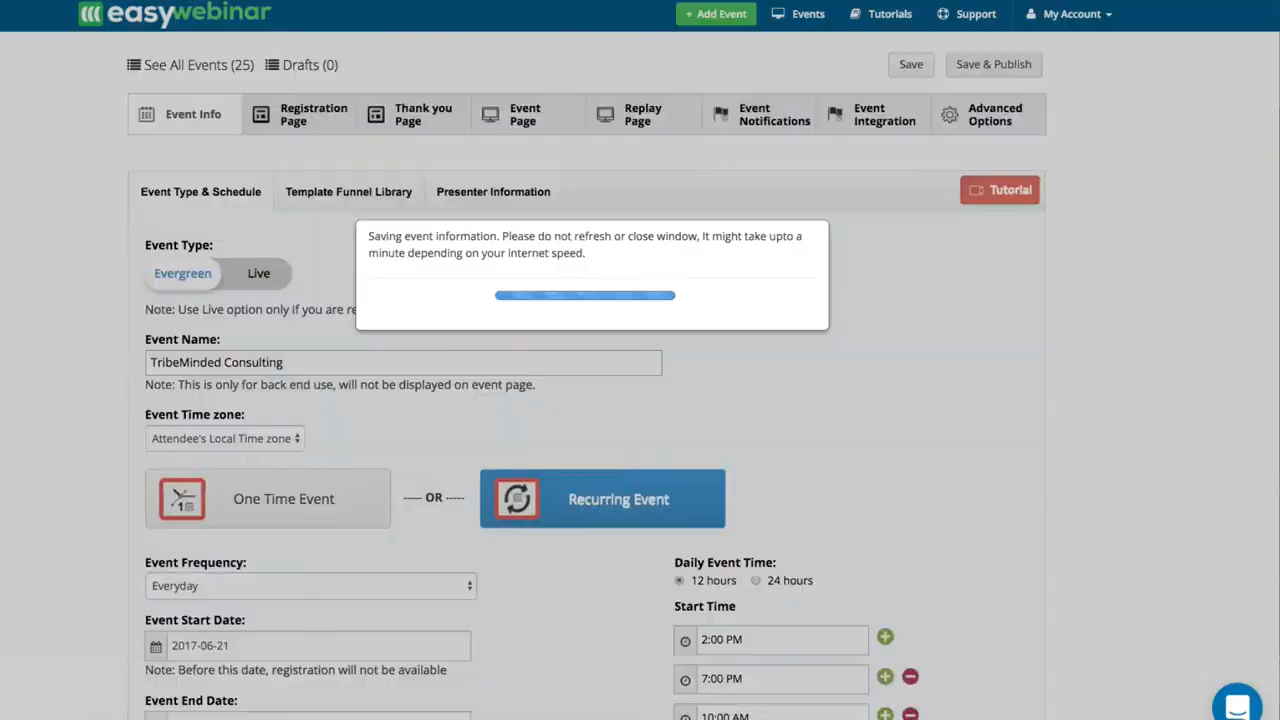 easywebinar
+ Add Event
Events
Tutorials
Support
My Account
See All Events (25)
Drafts (0)
Save
Save & Publish
Event Info
Registration
Page
Thank you
Page
Event
Page
Replay
Page
Event
Notifications
Event
Integration
Advanced
Options
Event Type & Schedule
Template Funnel Library
Presenter Information
Tutorial
Saving event information. Please do not refresh or close window, It might take upto a
minute depending on your internet speed.
Event Type:
Evergreen
Live
Note: Use Live option only if you are re
Event Name:
TribeMinded Consulting
Note: This is only for back end use, will not be displayed on event page.
Event Time zone:
Attendee's Local Time zone
1
One Time Event
---- OR -----
Recurring Event
Event Frequency:
Everyday
Daily Event Time:
12 hours
24 hours
Start Time
Event Start Date:
2017-06-21
2:00 PM
Note: Before this date, registration will not be available
7:00 PM
Event End Date:
10:00 AM